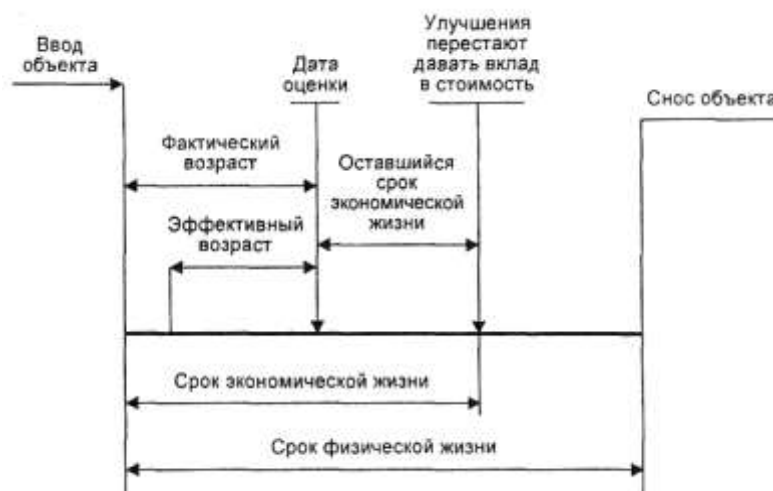 Ввод
объекта
Дата
оценки
Улучшения
перестают
давать вклад
в стоимость
Снос объекта
Фактический
возраст
Оставшийся
срок
экономической
жизни
Эффективный
возраст
Срок экономической жизни
Срок физической жизни